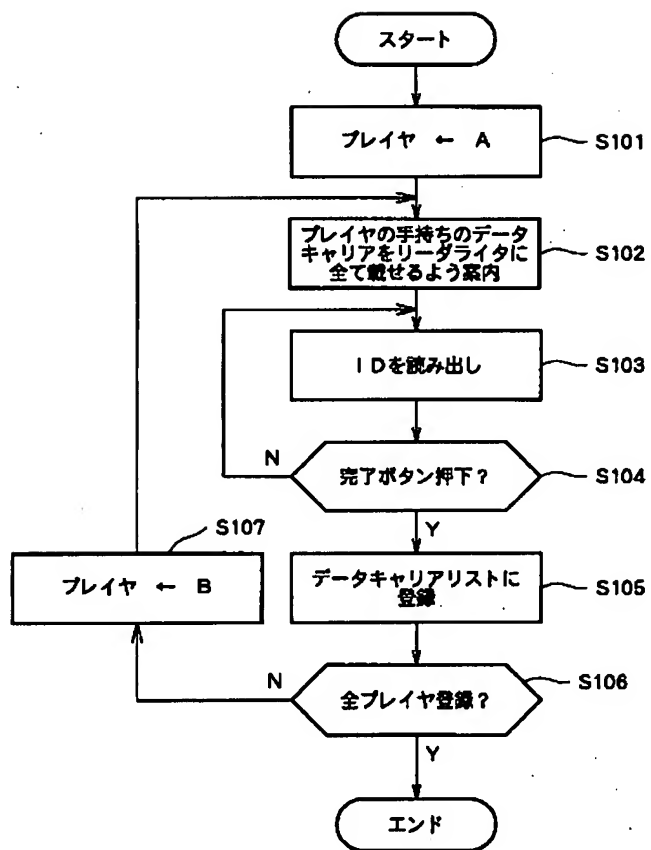 スタート
プレイヤ ← A
S101
プレイヤの手持ちのデータ
キャリアをリーダライタに
全て載せるよう案内
S102
IDを読み出し
S103
N
完了ボタン押下?
S104
Y
S107
プレイヤ ← B
データキャリアリストに
登録
S105
N
全プレイヤ登録?
S106
Y
エンド